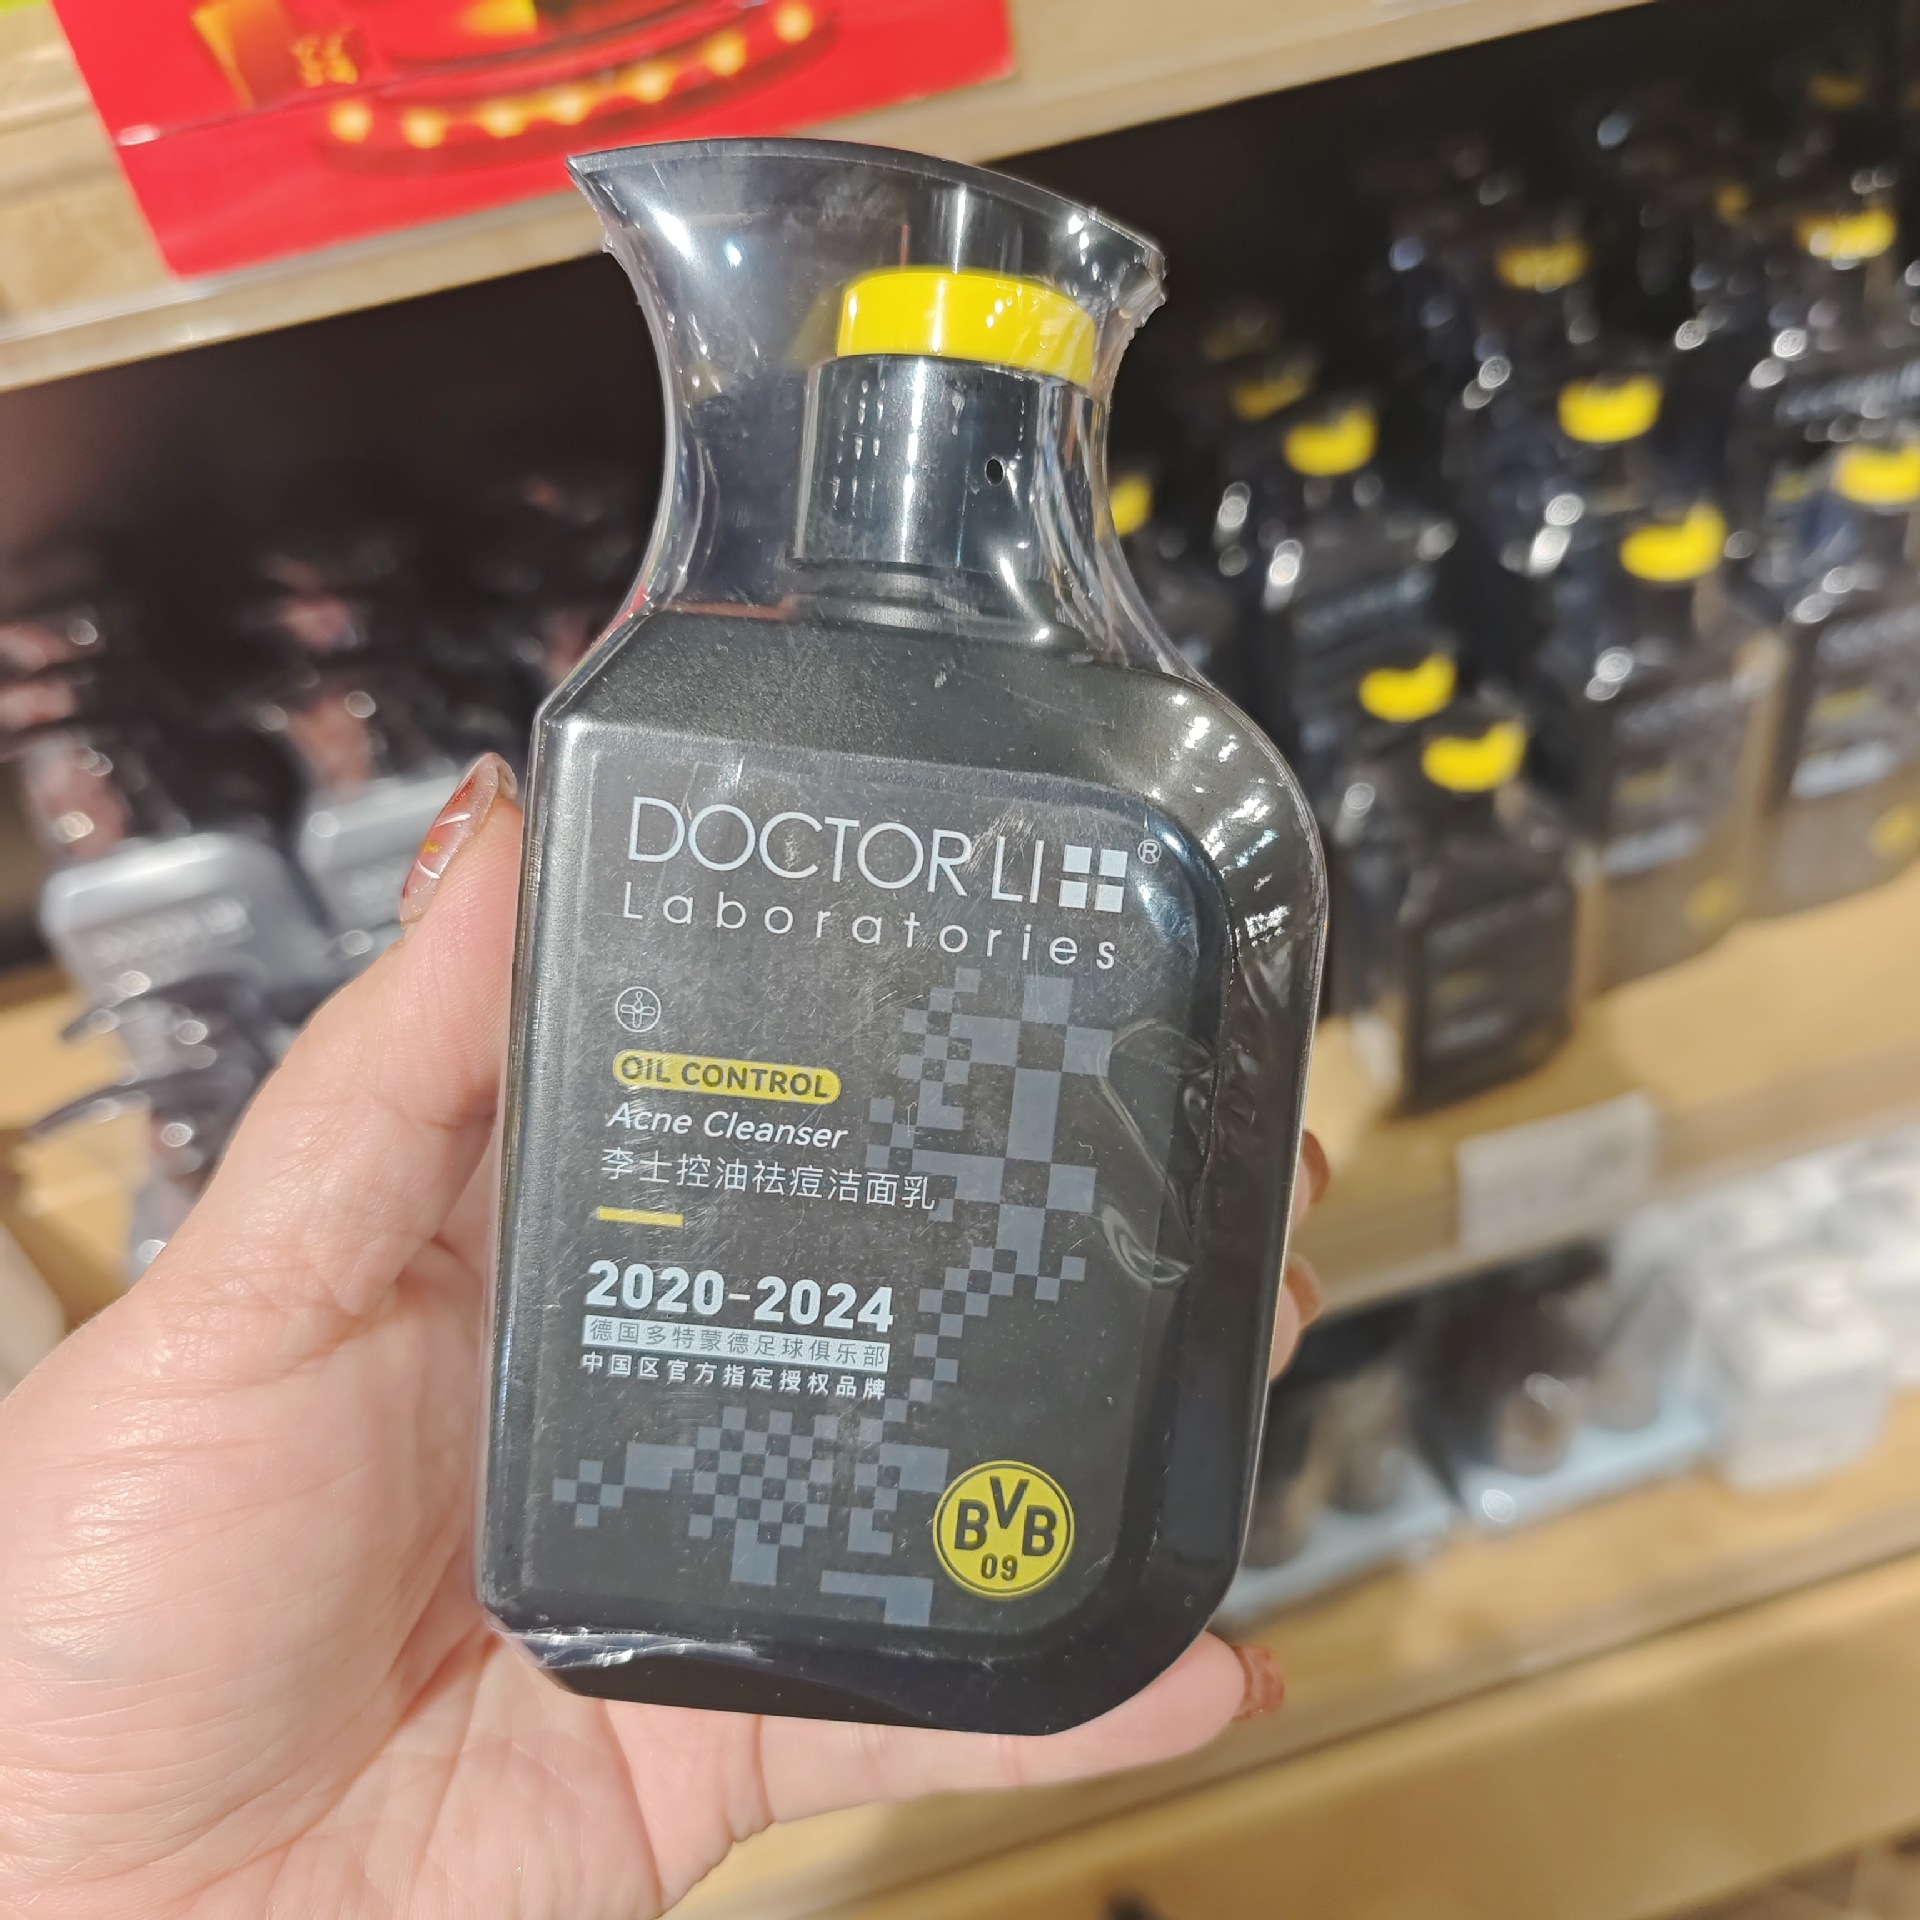 DOCTOR LI®
Laboratories
OIL CONTROL
Acne Cleanser
李士控油祛痘洁面乳
2020-2024
德国多特蒙德足球俱乐部
中国区官方指定授权品牌
BVB
09